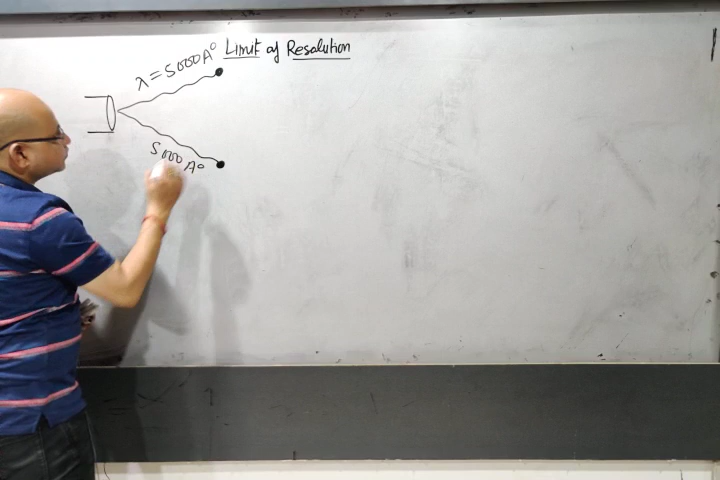 Limit of Resolution
λ = 5000 A°
5000 A°